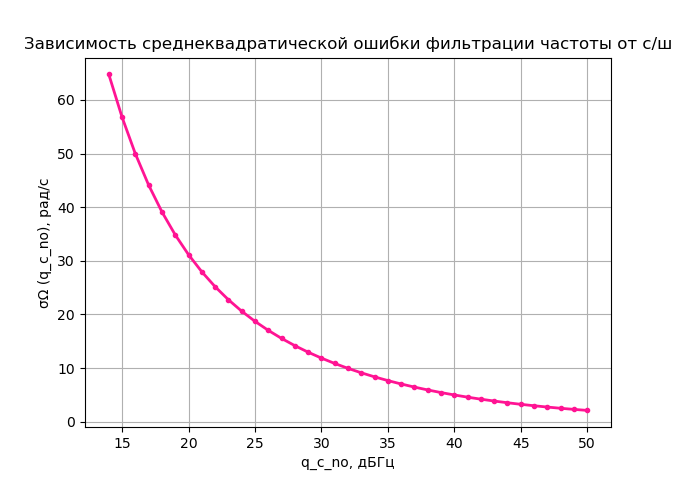 Зависимость среднеквадратической ошибки фильтрации частоты от с/ш
σΩ (q_c_no), рад/с
60
50
40
30
20
10
0
15 20 25 30 35 40 45 50
q_c_no, дБГц